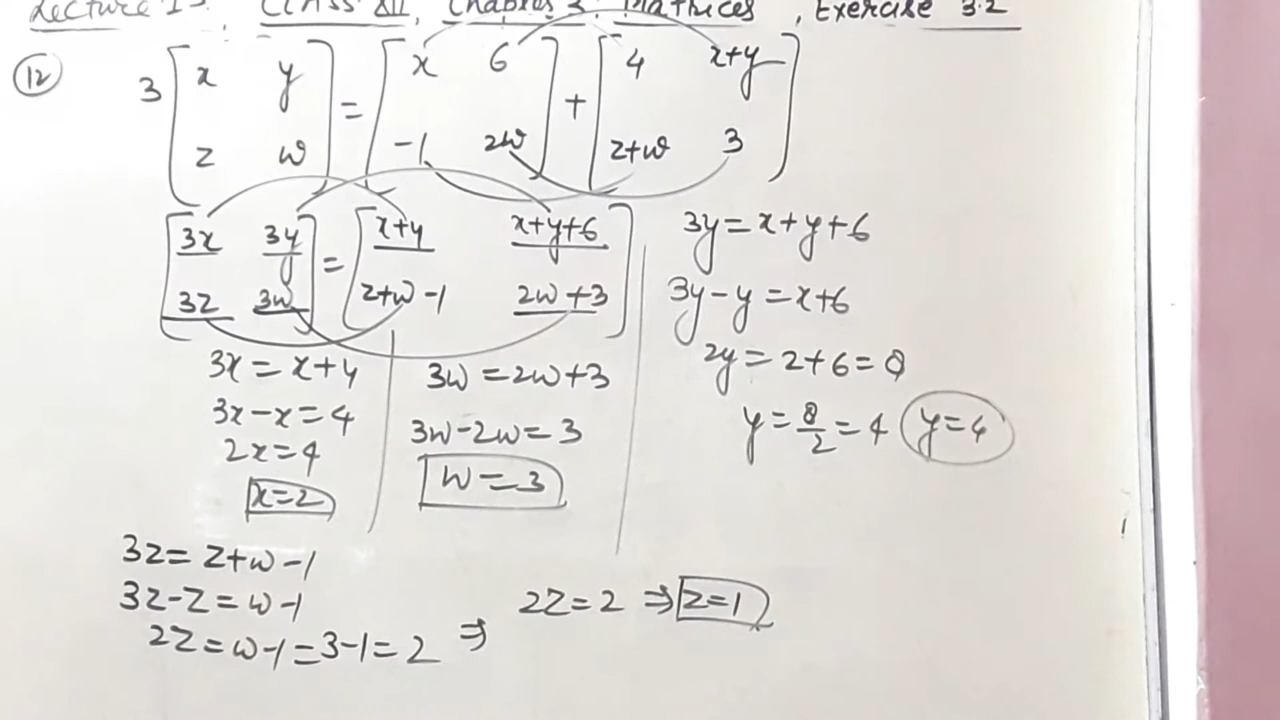 Lecture 1 , CLASS XII, Chapter 3, Matrices , Exercise 3.2
12 3 [ x y ] = [ x 6 ] + [ 4 x+y ]
[ z w ] [ -1 2w ] [ z+w 3 ]
[ 3x 3y ] = [ x+4 x+y+6 ]
[ 3z 3w ] [ z+w-1 2w+3 ]
3x = x+4
3x-x = 4
2x = 4
x=2
3w = 2w+3
3w-2w = 3
w = 3
3y = x+y+6
3y-y = x+6
2y = 2+6 = 8
y = 8/2 = 4 y=4
3z = z+w-1
3z-z = w-1
2z = w-1 = 3-1 = 2 ⇒ 2z = 2 ⇒ z=1